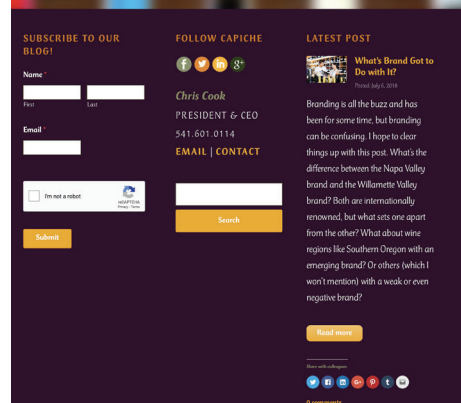 SUBSCRIBE TO OUR
BLOG!
Name *
First
Last
Email *
I'm not a robot
reCAPTCHA
Privacy - Terms
Submit
FOLLOW CAPICHE
Chris Cook
PRESIDENT & CEO
541.601.0114
EMAIL | CONTACT
Search
LATEST POST
What's Brand Got to
Do with It?
Posted: July 6, 2018
Branding is all the buzz and has
been for some time, but branding
can be confusing. I hope to clear
things up with this post. What's the
difference between the Napa Valley
brand and the Willamette Valley
brand? Both are internationally
renowned, but what sets one apart
from the other? What about wine
regions like Southern Oregon with an
emerging brand? Or others (which I
won't mention) with a weak or even
negative brand?
Read more
Share with colleagues:
0 comments